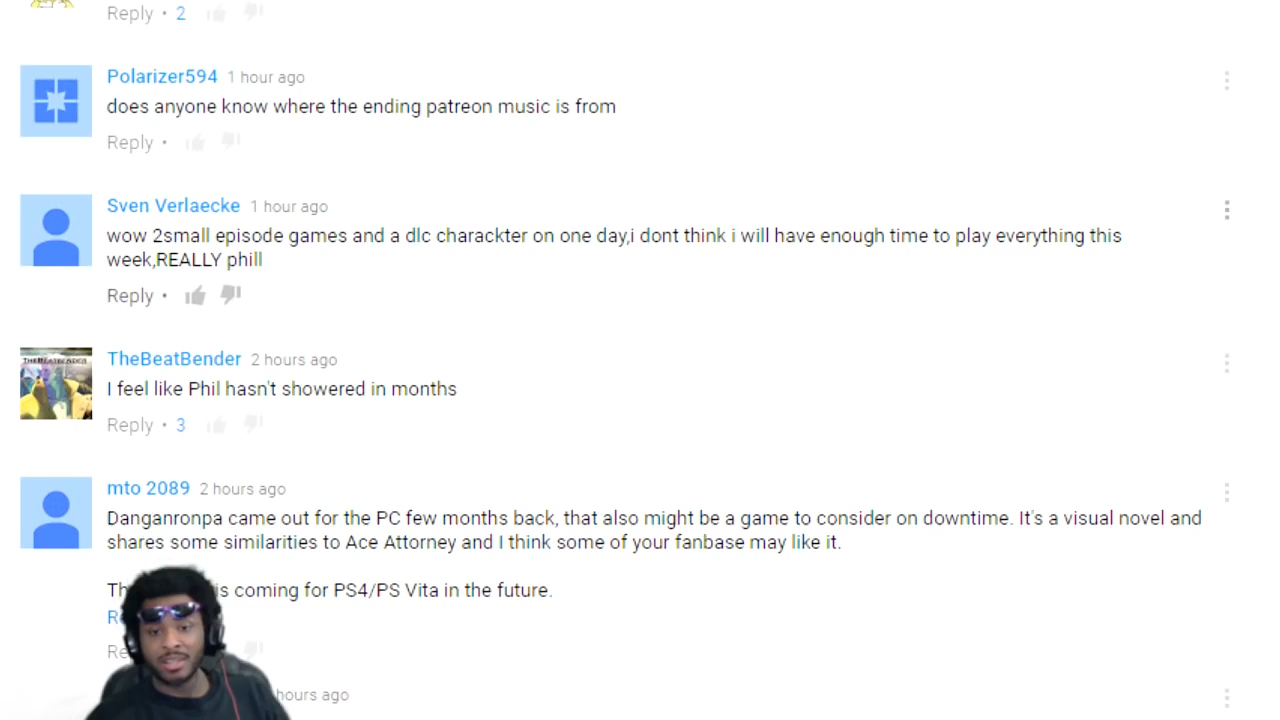 Reply • 2
Polarizer594 1 hour ago
does anyone know where the ending patreon music is from
Reply •
Sven Verlaecke 1 hour ago
wow 2small episode games and a dlc charackter on one day,i dont think i will have enough time to play everything this
week,REALLY phill
Reply •
THEBEATBENDER
TheBeatBender 2 hours ago
I feel like Phil hasn't showered in months
Reply • 3
mto 2089 2 hours ago
Danganronpa came out for the PC few months back, that also might be a game to consider on downtime. It's a visual novel and
shares some similarities to Ace Attorney and I think some of your fanbase may like it.
is coming for PS4/PS Vita in the future.
hours ago